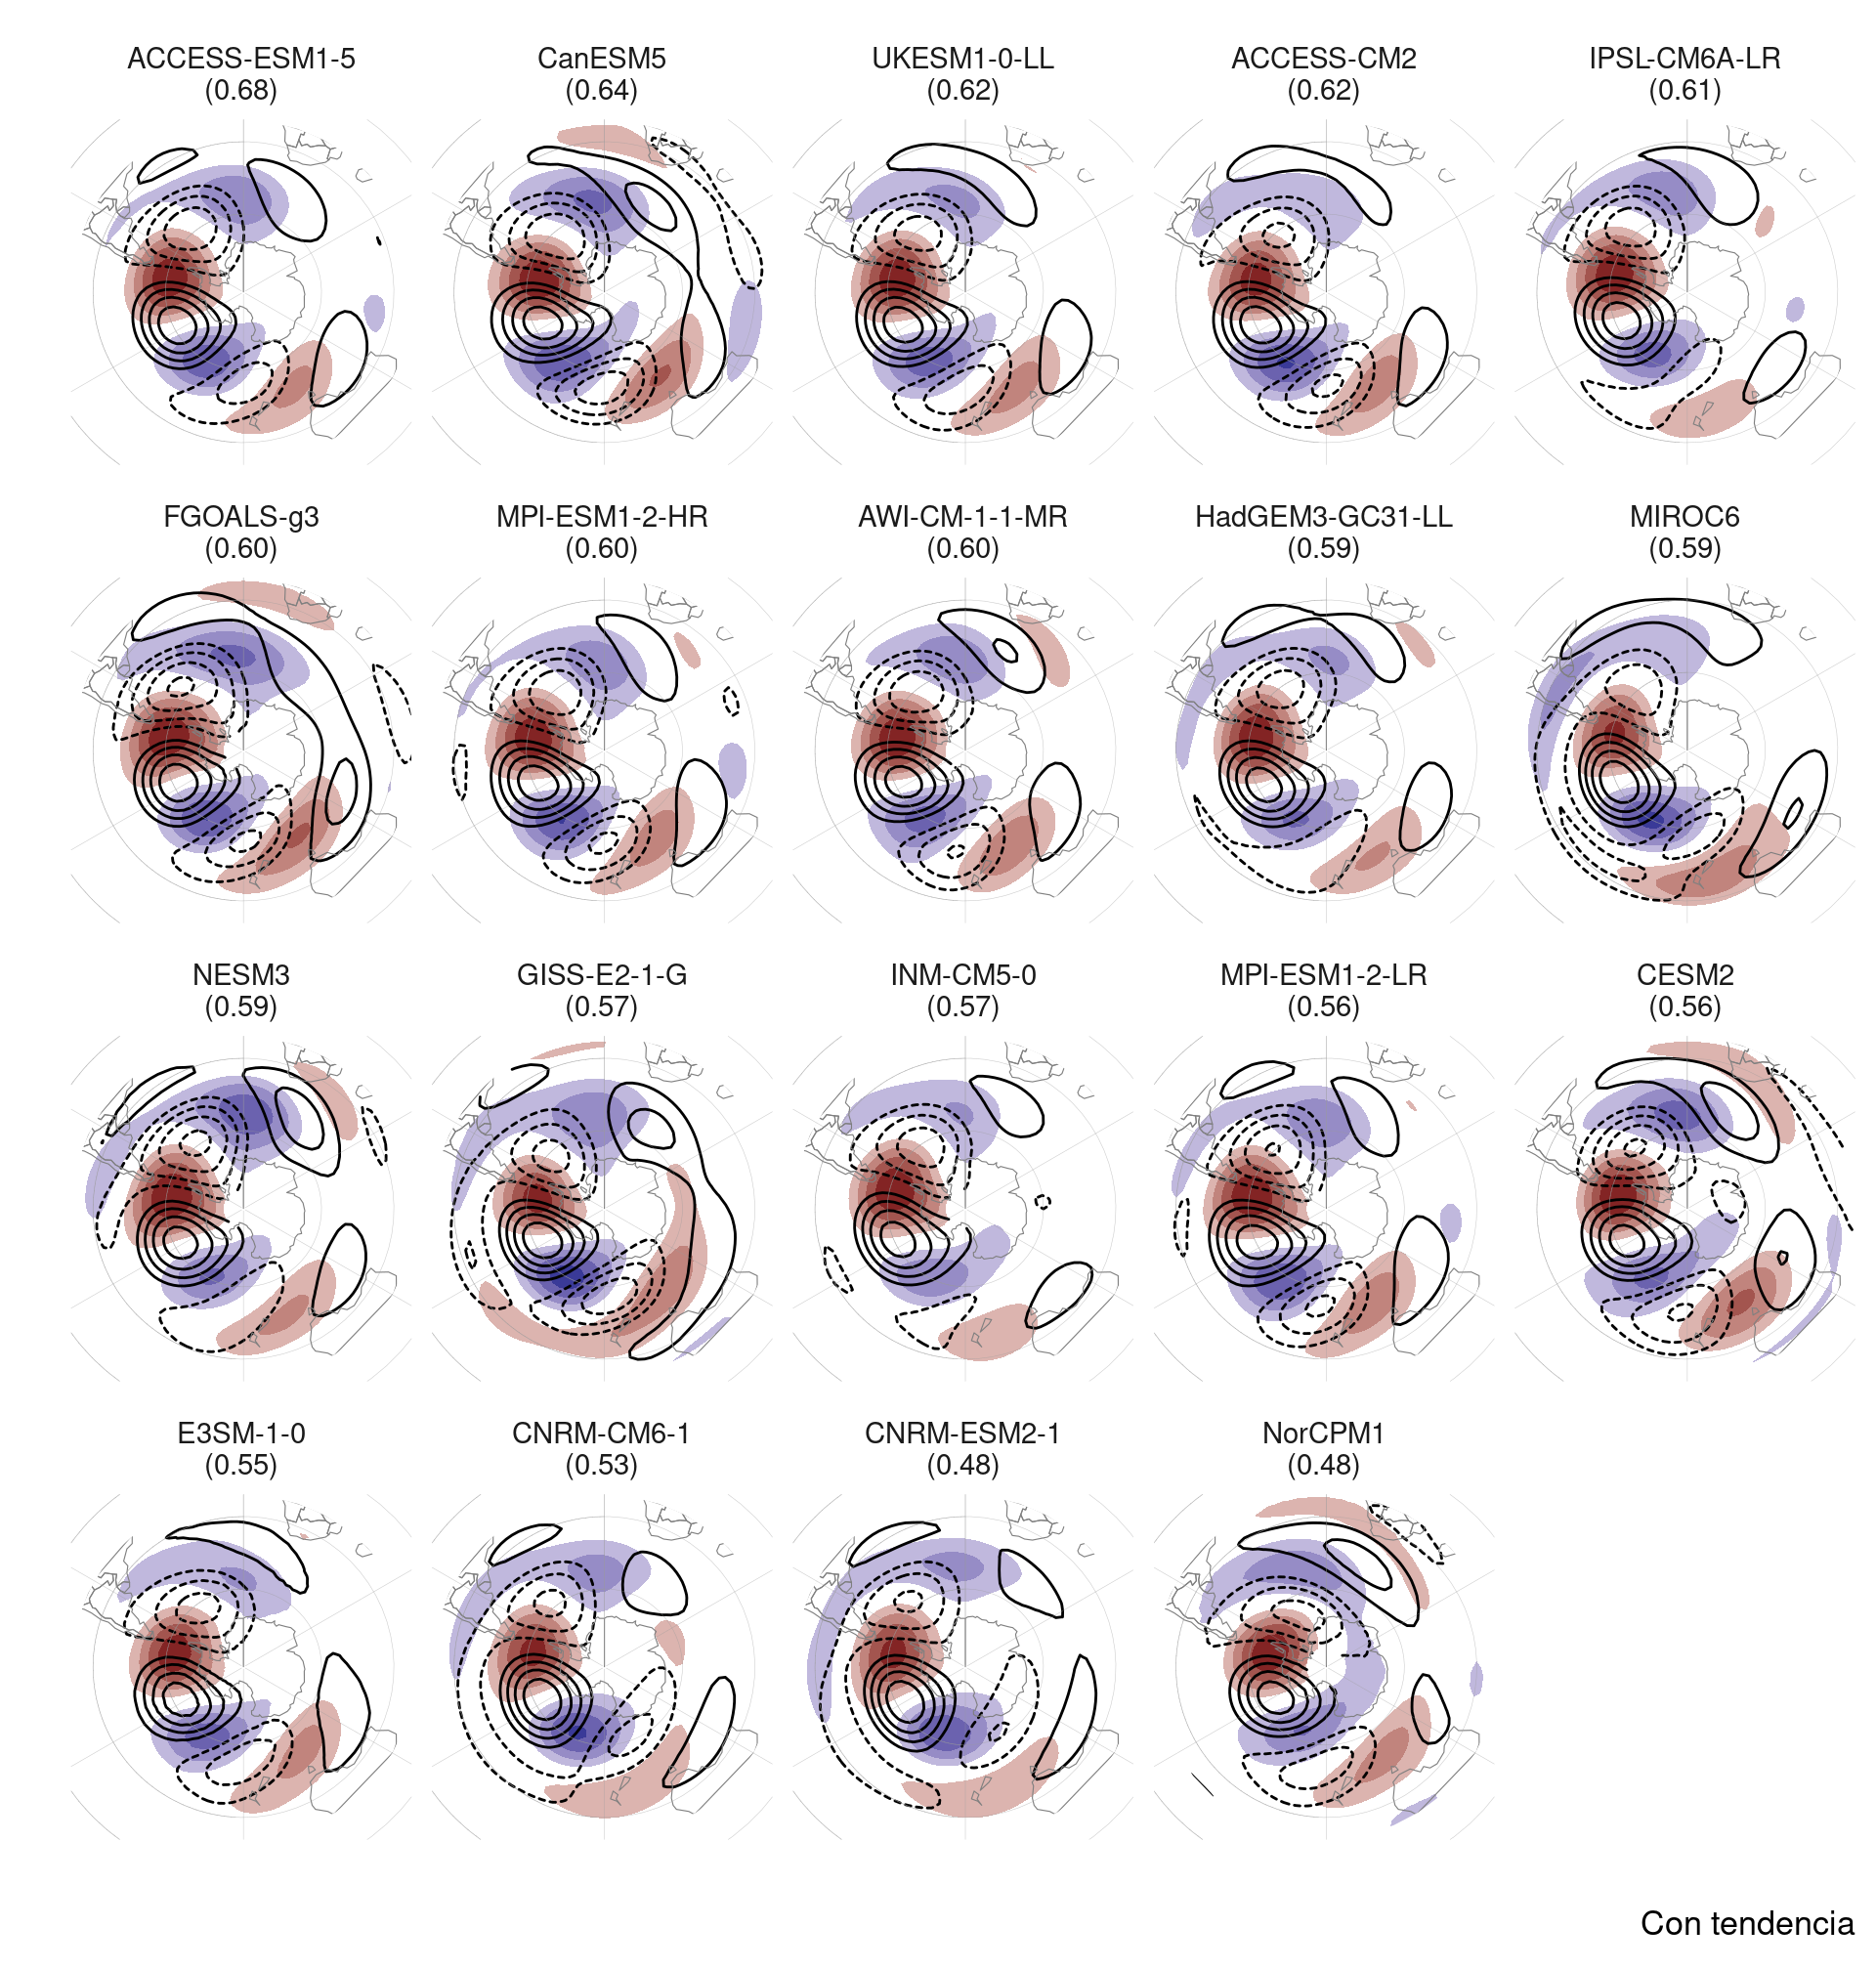 ACCESS-ESM1-5
(0.68)
CanESM5
(0.64)
UKESM1-0-LL
(0.62)
ACCESS-CM2
(0.62)
IPSL-CM6A-LR
(0.61)
FGOALS-g3
(0.60)
MPI-ESM1-2-HR
(0.60)
AWI-CM-1-1-MR
(0.60)
HadGEM3-GC31-LL
(0.59)
MIROC6
(0.59)
NESM3
(0.59)
GISS-E2-1-G
(0.57)
INM-CM5-0
(0.57)
MPI-ESM1-2-LR
(0.56)
CESM2
(0.56)
E3SM-1-0
(0.55)
CNRM-CM6-1
(0.53)
CNRM-ESM2-1
(0.48)
NorCPM1
(0.48)
Con tendencia